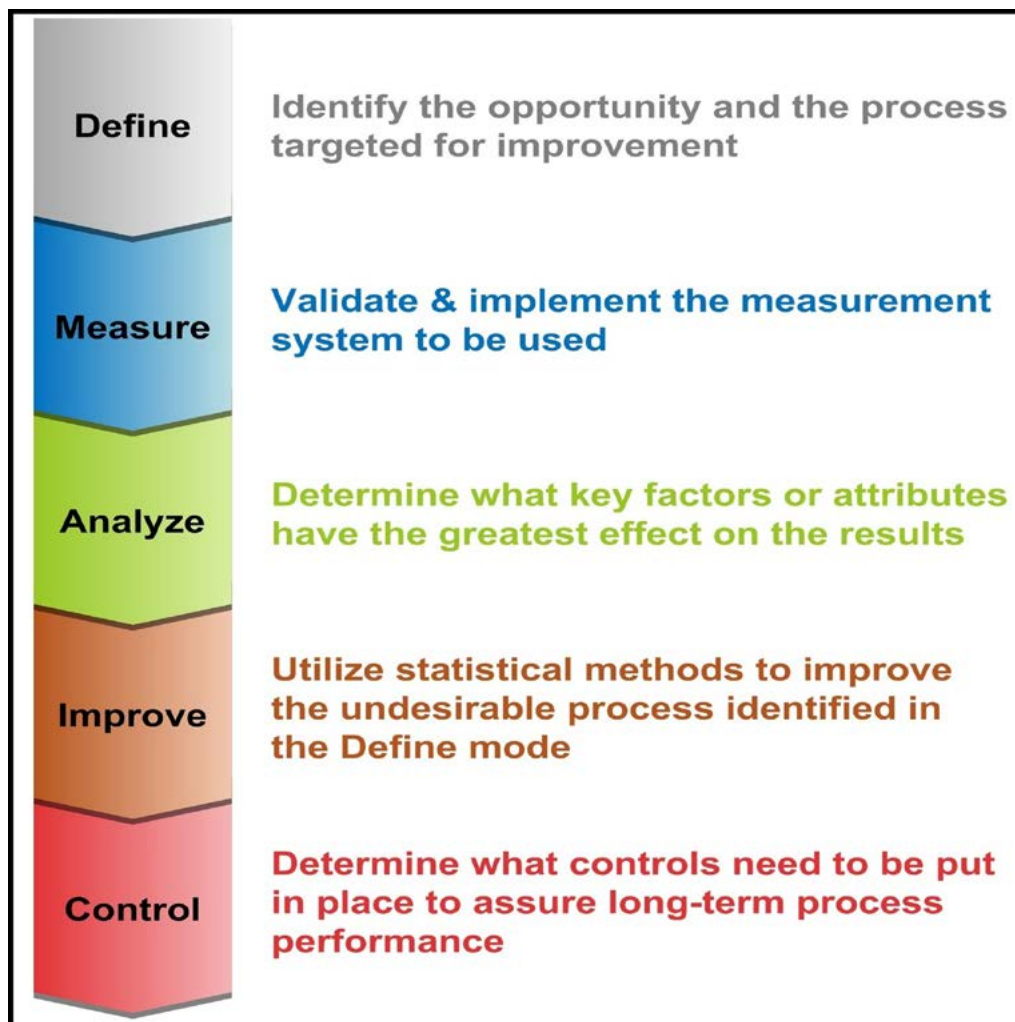 Define
Identify the opportunity and the process
targeted for improvement
Measure
Validate & implement the measurement
system to be used
Analyze
Determine what key factors or attributes
have the greatest effect on the results
Improve
Utilize statistical methods to improve
the undesirable process identified in
the Define mode
Control
Determine what controls need to be put
in place to assure long-term process
performance